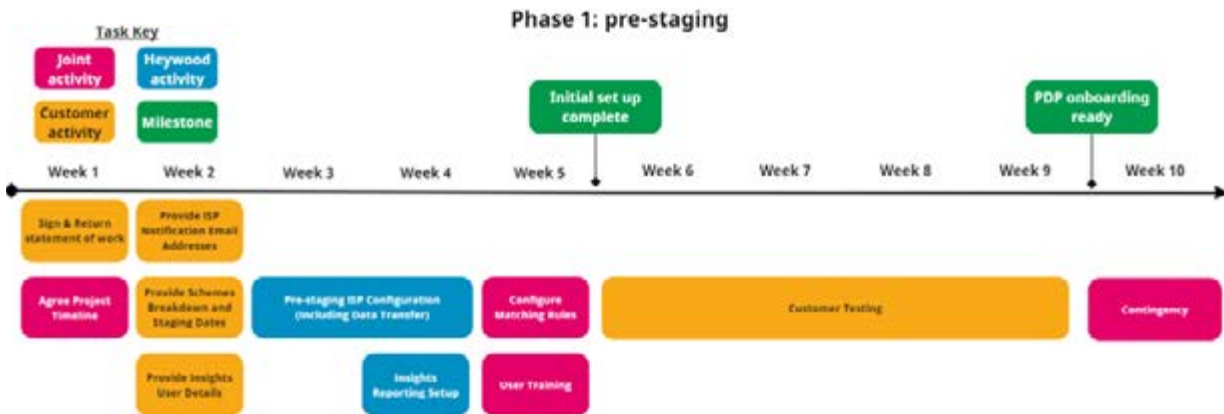 Phase 1: pre-staging
Task Key
Joint
activity
Heywood
activity
Customer
activity
Milestone
Initial set up
complete
PDP onboarding
ready
Week 1
Week 2
Week 3
Week 4
Week 5
Week 6
Week 7
Week 8
Week 9
Week 10
Sign & Return
statement of work
Provide ISP
Notification Email
Addresses
Agree Project
Timeline
Provide Schemes
Breakdown and
Staging Dates
Pre-staging ISP Configuration
(Including Data Transfer)
Configure
Matching Rules
Customer Testing
Contingency
Provide Insights
User Details
Insights
Reporting Setup
User Training